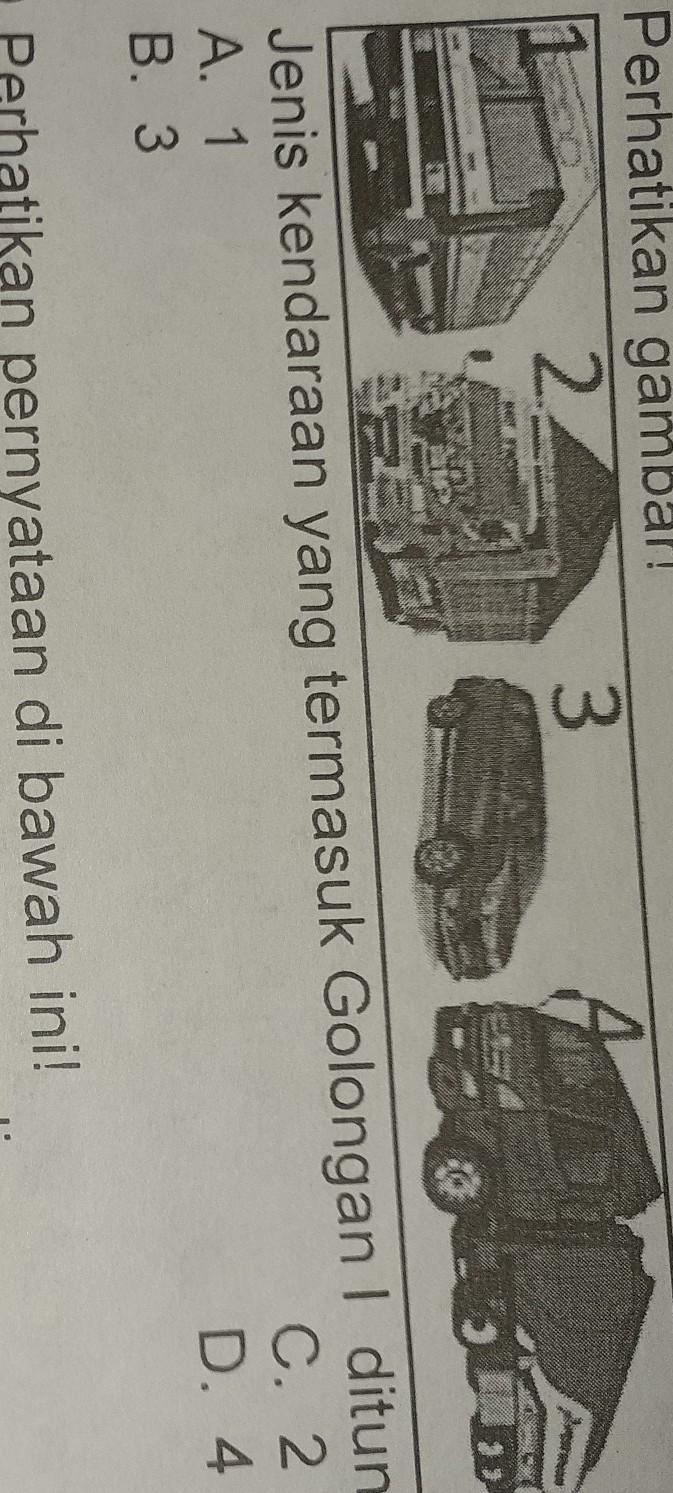 Perhatikan gambar!
1 2 3 4
Jenis kendaraan yang termasuk Golongan I ditun
A. 1 C. 2
B. 3 D. 4
Perhatikan pernyataan di bawah ini!